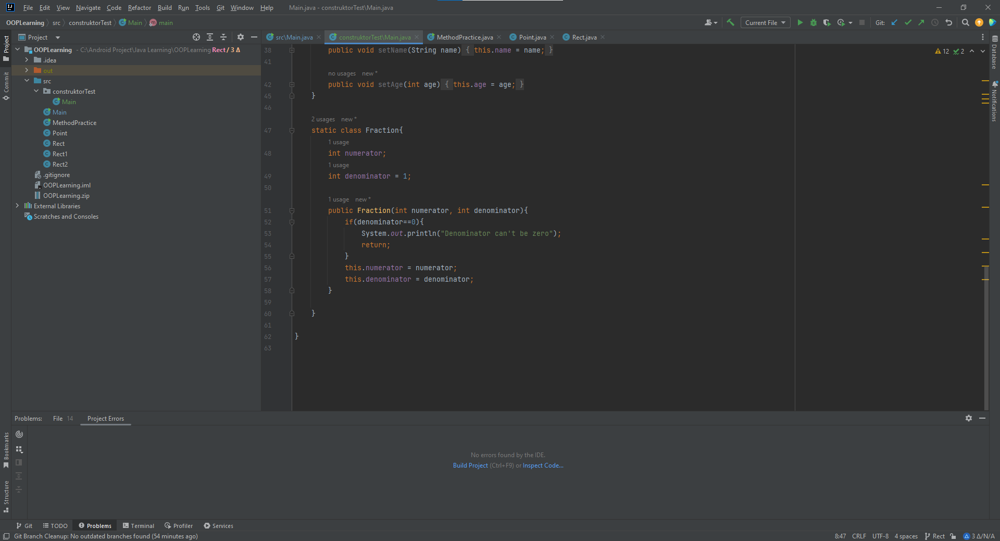 File Edit View Navigate Code Refactor Build Run Tools Git Window Help Main.java - construktorTest\Main.java
OOPLearning src construktorTest Main main Current File Git:
Project
src\Main.java construktorTest\Main.java MethodPractice.java Point.java Rect.java
OOPLearning - C:\Android Project\Java Learning\OOPLearning Rect / 3 Δ
.idea
out
src
construktorTest
Main
Main
MethodPractice
Point
Rect
Rect1
Rect2
.gitignore
OOPLearning.iml
OOPLearning.zip
External Libraries
Scratches and Consoles
Project
Commit
Bookmarks
Structure
12 2
38 public void setName(String name) { this.name = name; }
41
no usages new *
42 public void setAge(int age) { this.age = age; }
45 }
46
2 usages new *
47 static class Fraction{
1 usage
48 int numerator;
1 usage
49 int denominator = 1;
50
1 usage new *
51 public Fraction(int numerator, int denominator){
52 if(denominator==0){
53 System.out.println("Denominator can't be zero");
54 return;
55 }
56 this.numerator = numerator;
57 this.denominator = denominator;
58 }
59
60 }
61
62 }
63
Database
Notifications
Problems: File 14 Project Errors
No errors found by the IDE.
Build Project (Ctrl+F9) or Inspect Code...
Git TODO Problems Terminal Profiler Services
Git Branch Cleanup: No outdated branches found (54 minutes ago) 8:47 CRLF UTF-8 4 spaces Rect 3 Δ/N/A